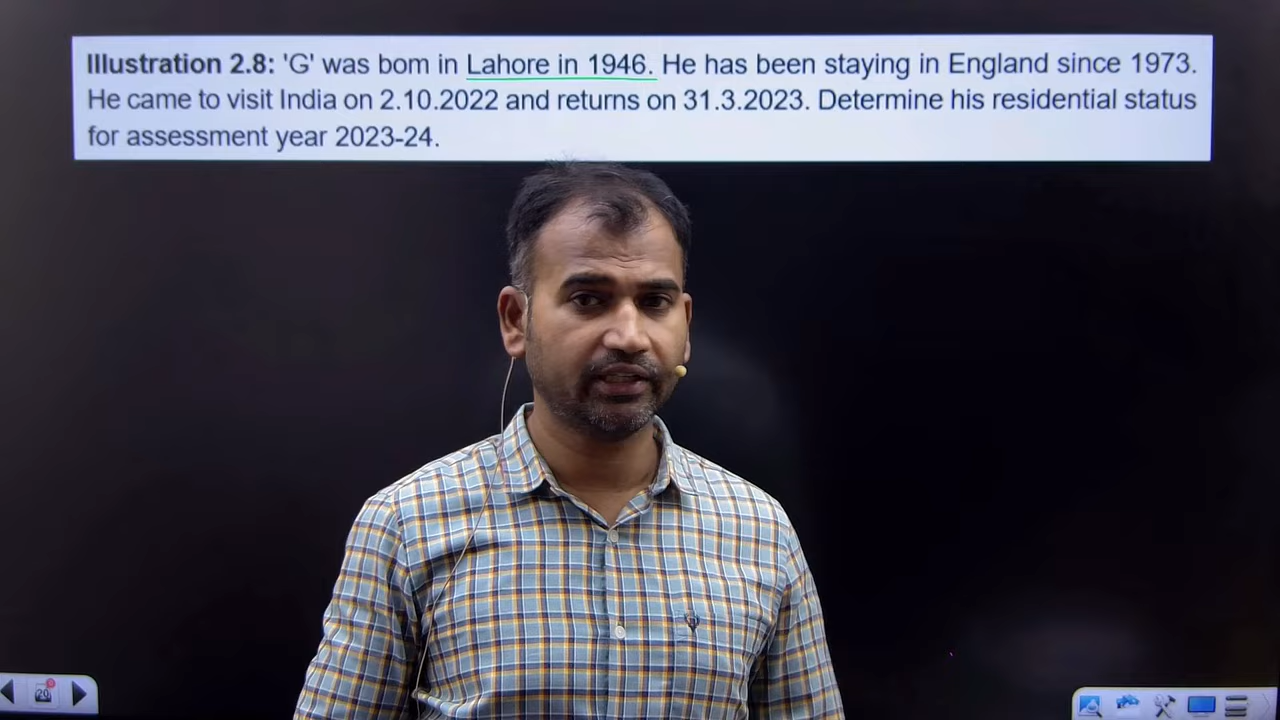 Illustration 2.8: 'G' was born in Lahore in 1946. He has been staying in England since 1973.
He came to visit India on 2.10.2022 and returns on 31.3.2023. Determine his residential status
for assessment year 2023-24.
20